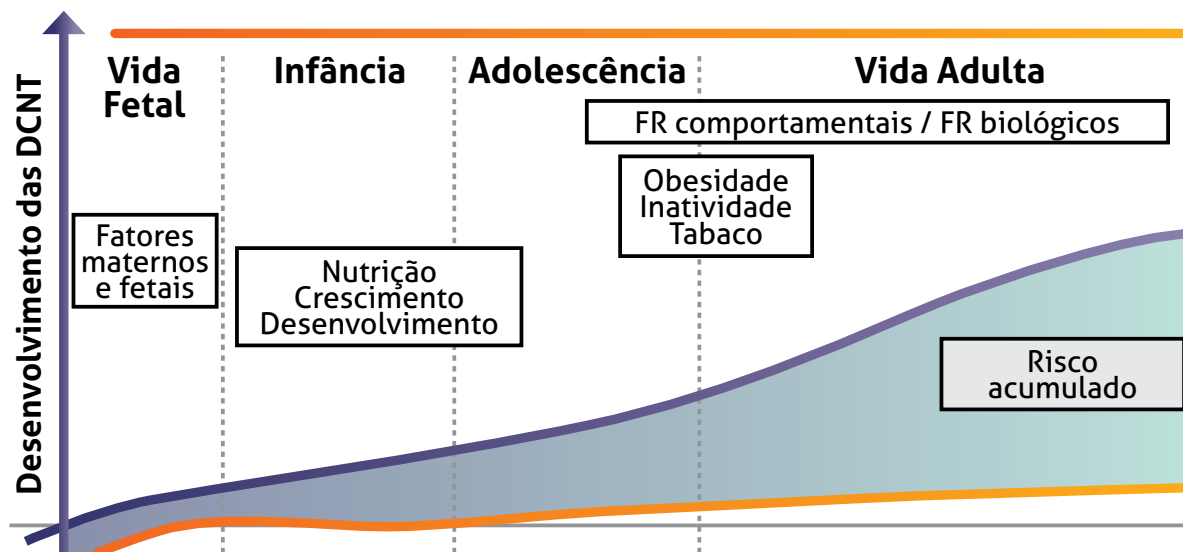 Desenvolvimento das DCNT
Vida
Fetal
Infância
Adolescência
Vida Adulta
FR comportamentais / FR biológicos
Obesidade
Inatividade
Tabaco
Fatores
maternos
e fetais
Nutrição
Crescimento
Desenvolvimento
Risco
acumulado